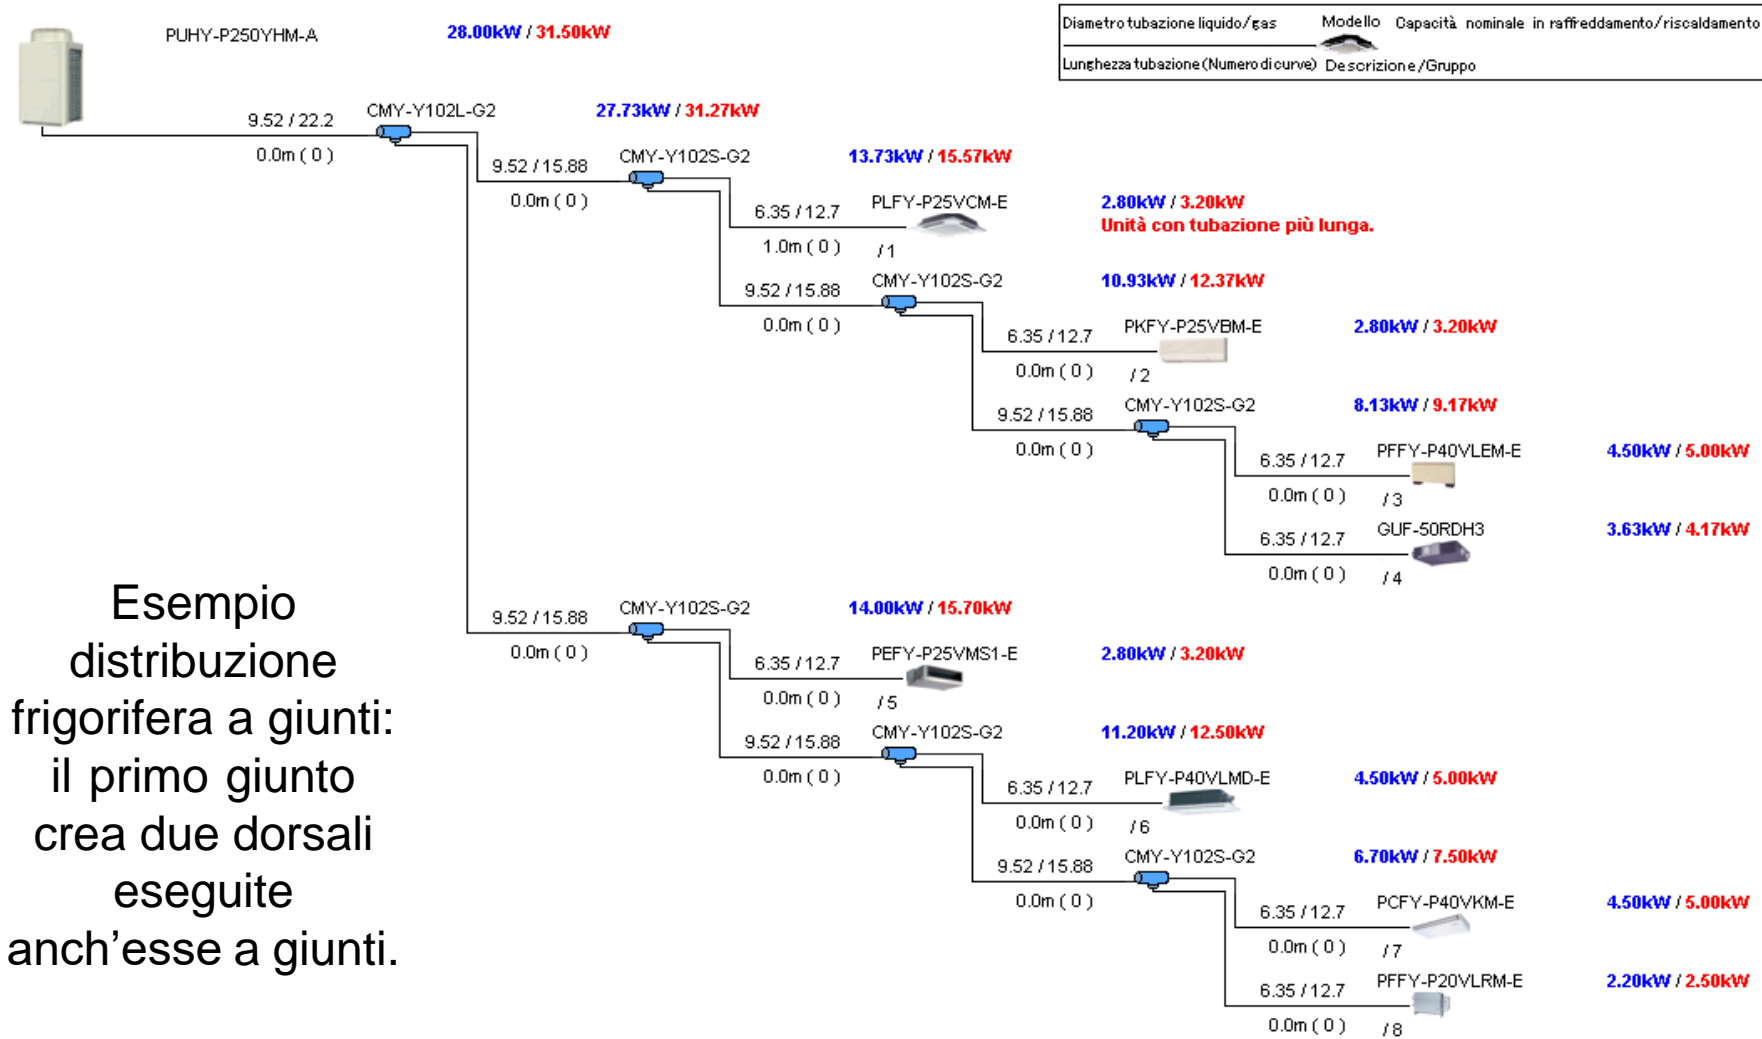 PUHY-P250YHM-A 28.00kW / 31.50kW
Diametro tubazione liquido/gas Modello Capacità nominale in raffreddamento/riscaldamento
Lunghezza tubazione(Numero di curve) Descrizione/Gruppo
9.52 / 22.2 CMY-Y102L-G2 27.73kW / 31.27kW
0.0m ( 0 )
9.52 / 15.88 CMY-Y102S-G2 13.73kW / 15.57kW
0.0m ( 0 )
6.35 / 12.7 PLFY-P25VCM-E 2.80kW / 3.20kW
Unità con tubazione più lunga.
1.0m ( 0 ) / 1
9.52 / 15.88 CMY-Y102S-G2 10.93kW / 12.37kW
0.0m ( 0 )
6.35 / 12.7 PKFY-P25VBM-E 2.80kW / 3.20kW
0.0m ( 0 ) / 2
9.52 / 15.88 CMY-Y102S-G2 8.13kW / 9.17kW
0.0m ( 0 )
6.35 / 12.7 PFFY-P40VLEM-E 4.50kW / 5.00kW
0.0m ( 0 ) / 3
6.35 / 12.7 GUF-50RDH3 3.63kW / 4.17kW
0.0m ( 0 ) / 4
9.52 / 15.88 CMY-Y102S-G2 14.00kW / 15.70kW
0.0m ( 0 )
6.35 / 12.7 PEFY-P25VMS1-E 2.80kW / 3.20kW
0.0m ( 0 ) / 5
9.52 / 15.88 CMY-Y102S-G2 11.20kW / 12.50kW
0.0m ( 0 )
6.35 / 12.7 PLFY-P40VLMD-E 4.50kW / 5.00kW
0.0m ( 0 ) / 6
9.52 / 15.88 CMY-Y102S-G2 6.70kW / 7.50kW
0.0m ( 0 )
6.35 / 12.7 PCFY-P40VKM-E 4.50kW / 5.00kW
0.0m ( 0 ) / 7
6.35 / 12.7 PFFY-P20VLRM-E 2.20kW / 2.50kW
0.0m ( 0 ) / 8
Esempio
distribuzione
frigorifera a giunti:
il primo giunto
crea due dorsali
eseguite
anch’esse a giunti.